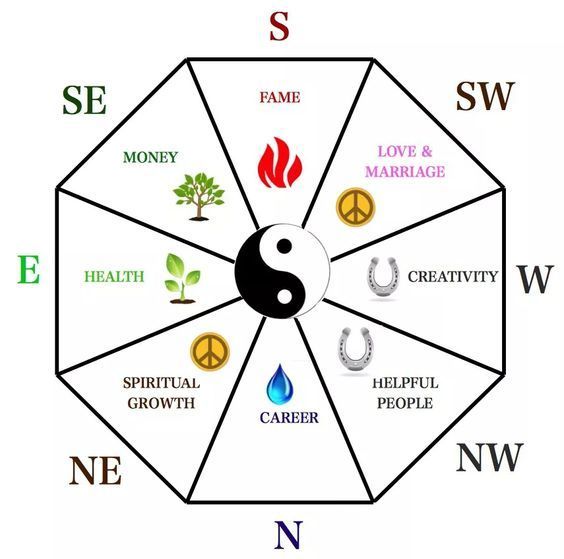 S
SE
SW
FAME
MONEY
LOVE &
MARRIAGE
E
HEALTH
CREATIVITY
W
SPIRITUAL
GROWTH
CAREER
HELPFUL
PEOPLE
NE
NW
N